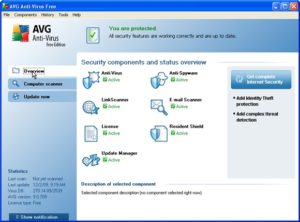 AVG Anti-Virus Free
File Components History Tools Help
AVG
Anti-Virus
Free Edition
You are protected.
All security features are working correctly and are up to date.
Overview
Computer scanner
Update now
Security components and status overview
Anti-Virus
Active
Anti-Spyware
Active
LinkScanner
Active
E-mail Scanner
Active
License
Active
Resident Shield
Active
Update Manager
Active
Get complete
Internet Security
Add Identity Theft
protection
Add complex threat
detection
Statistics
Last scan: Not yet scanned
Last update:
Virus DB:
AVG version:
License type: Free
Description of selected component
Selected component description (no component selected right now)
Show notification